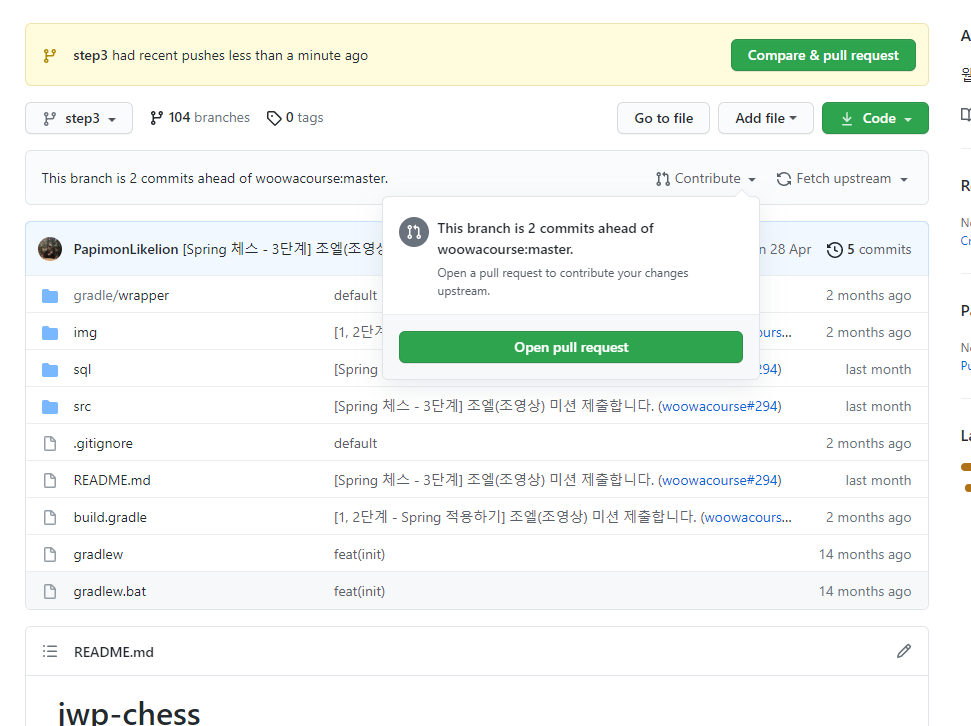 step3 had recent pushes less than a minute ago
Compare & pull request
step3
104 branches
0 tags
Go to file
Add file
Code
This branch is 2 commits ahead of woowacourse:master.
Contribute
Fetch upstream
This branch is 2 commits ahead of
woowacourse:master.
Open a pull request to contribute your changes
upstream.
Open pull request
PapimonLikelion [Spring 체스 - 3단계] 조엘(조영상
28 Apr
5 commits
gradle/wrapper default 2 months ago
img [1, 2단계 2 months ago
sql [Spring 294) last month
src [Spring 체스 - 3단계] 조엘(조영상) 미션 제출합니다. (woowacourse#294) last month
.gitignore default 2 months ago
README.md [Spring 체스 - 3단계] 조엘(조영상) 미션 제출합니다. (woowacourse#294) last month
build.gradle [1, 2단계 - Spring 적용하기] 조엘(조영상) 미션 제출합니다. (woowacours... 2 months ago
gradlew feat(init) 14 months ago
gradlew.bat feat(init) 14 months ago
README.md
jwp-chess